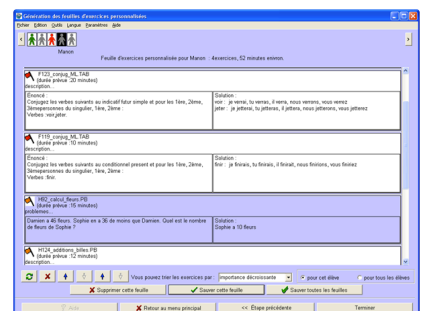 Génération des feuilles d'exercices personnalisées
Fichier Edition Outils Langue Paramètres Aide
Manon
Feuille d'exercices personnalisée pour Manon : 4exercices, 52 minutes environ.
F123_conjug_ML.TAB
(durée prévue :20 minutes)
description...
Énoncé :
Conjuguez les verbes suivants au indicatif futur simple et pour les 1ère, 2ème,
3èmepersonnes du singulier, 1ère, 2ème :
Verbes :voir,jeter.
Solution :
voir : je verrai, tu verras, il verra, nous verrons, vous verrez
jeter : je jetterai, tu jetteras, il jettera, nous jetterons, vous jetterez
F119_conjug_ML.TAB
(durée prévue :10 minutes)
description...
Énoncé :
Conjuguez les verbes suivants au conditionnel present et pour les 1ère, 2ème,
3èmepersonnes du singulier, 1ère, 2ème :
Verbes :finir.
Solution :
finir : je finirais, tu finirais, il finirait, nous finirions, vous finiriez
H82_calcul_fleurs.PB
(durée prévue :15 minutes)
problemes...
Damien a 46 fleurs. Sophie en a 36 de moins que Damien. Quel est le nombre
de fleurs de Sophie ?
Solution :
Sophie a 10 fleurs
H124_additions_billes.PB
(durée prévue :12 minutes)
description...
Vous pouvez trier les exercices par : importance décroissante pour cet élève pour tous les élèves
Supprimer cette feuille Sauver cette feuille Sauver toutes les feuilles
Aide Retour au menu principal << Étape précédente Terminer